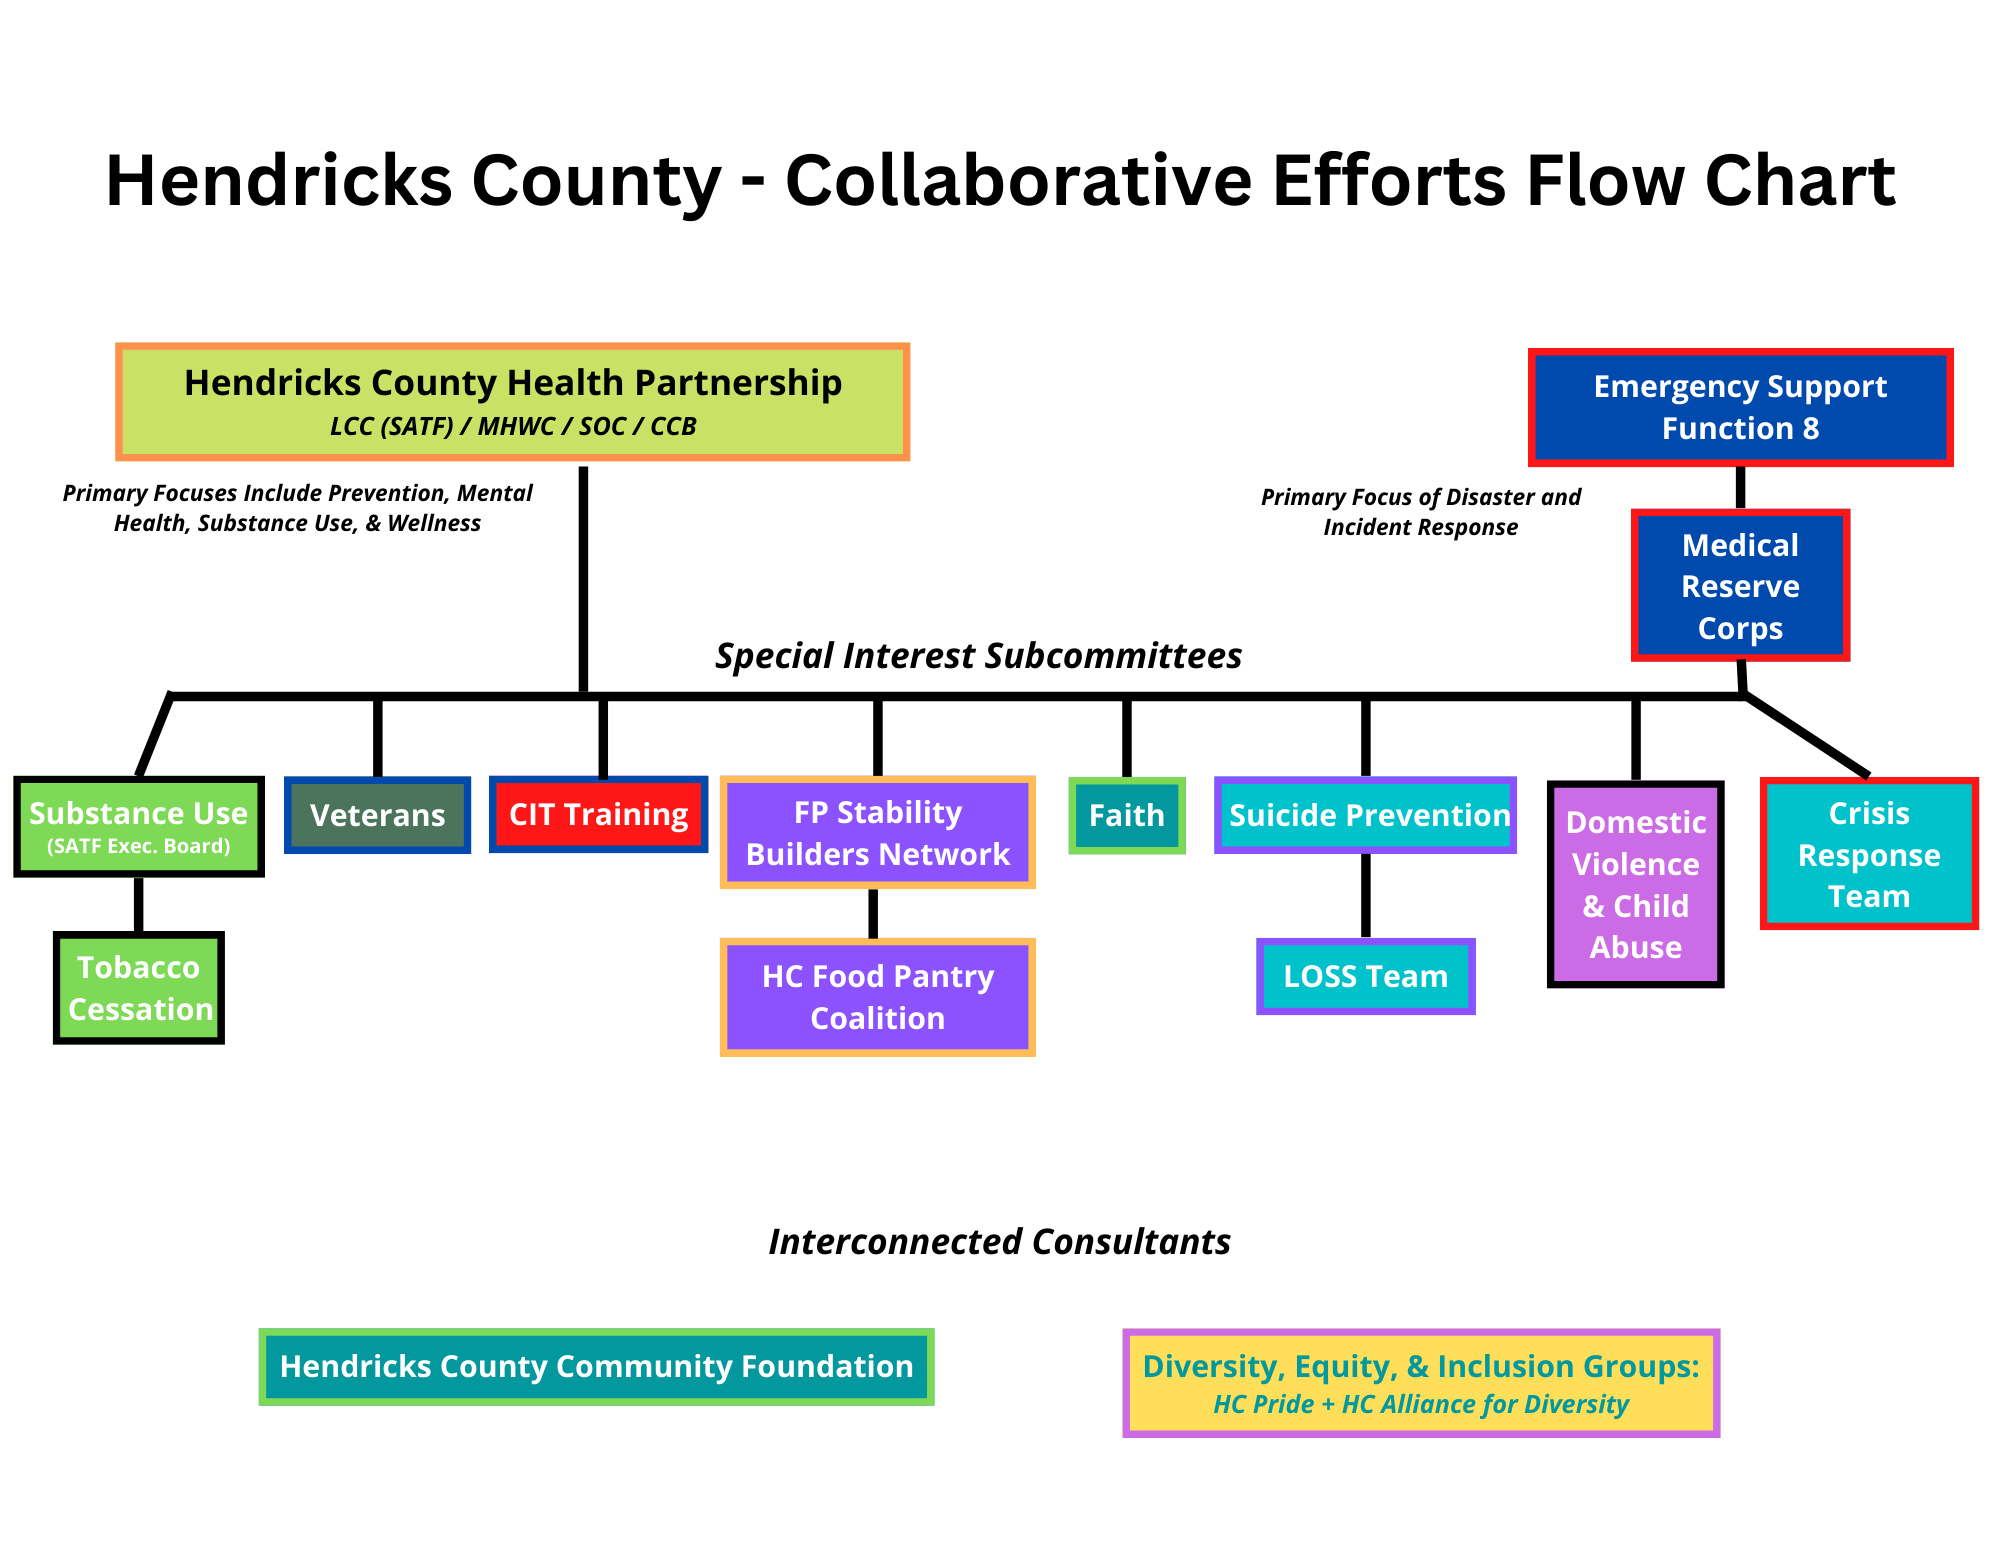 Hendricks County - Collaborative Efforts Flow Chart
Hendricks County Health Partnership
LCC (SATF) / MHWC / SOC / CCB
Primary Focuses Include Prevention, Mental
Health, Substance Use, & Wellness
Emergency Support
Function 8
Primary Focus of Disaster and
Incident Response
Medical
Reserve
Corps
Special Interest Subcommittees
Substance Use
(SATF Exec. Board)
Tobacco
Cessation
Veterans
CIT Training
FP Stability
Builders Network
HC Food Pantry
Coalition
Faith
Suicide Prevention
LOSS Team
Domestic
Violence
& Child
Abuse
Crisis
Response
Team
Interconnected Consultants
Hendricks County Community Foundation
Diversity, Equity, & Inclusion Groups:
HC Pride + HC Alliance for Diversity